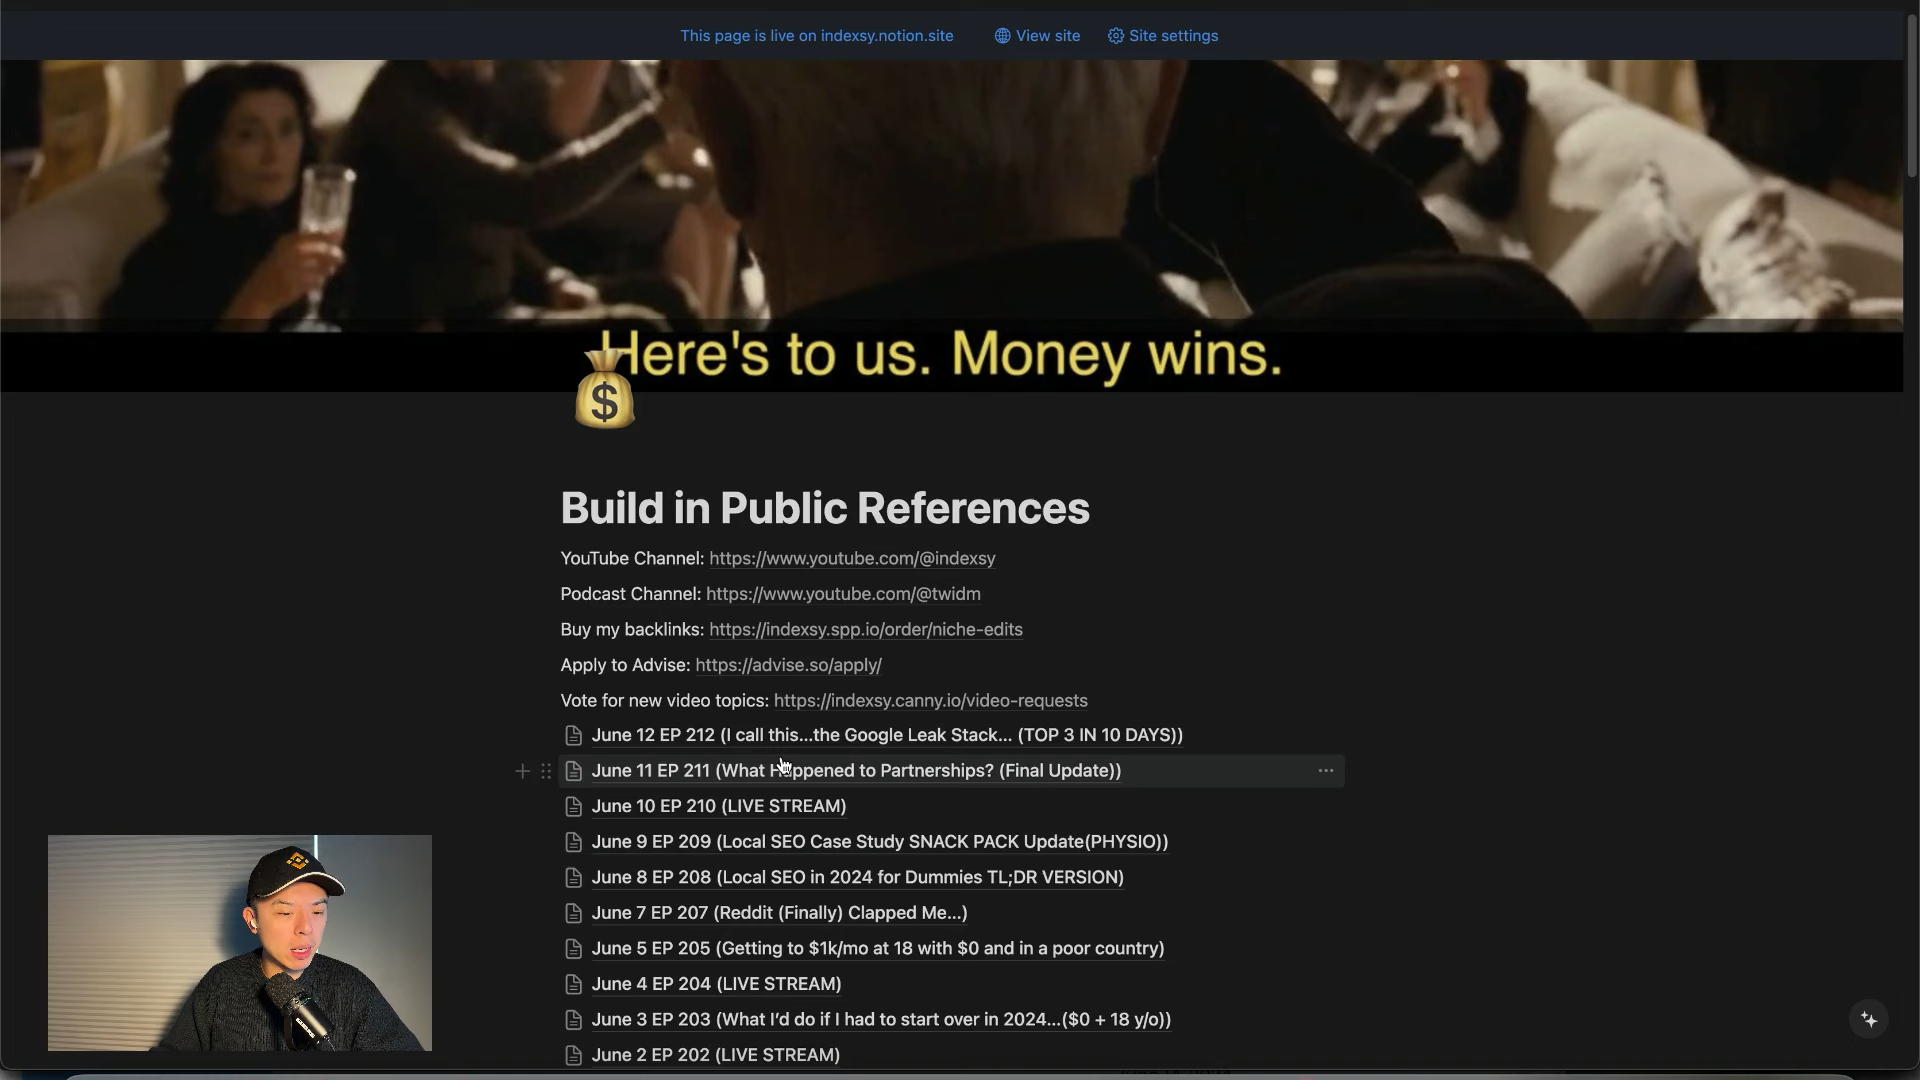 This page is live on indexsy.notion.site View site Site settings
Here's to us. Money wins.
Build in Public References
YouTube Channel: https://www.youtube.com/@indexsy
Podcast Channel: https://www.youtube.com/@twidm
Buy my backlinks: https://indexsy.spp.io/order/niche-edits
Apply to Advise: https://advise.so/apply/
Vote for new video topics: https://indexsy.canny.io/video-requests
June 12 EP 212 (I call this...the Google Leak Stack... (TOP 3 IN 10 DAYS))
June 11 EP 211 (What Happened to Partnerships? (Final Update))
June 10 EP 210 (LIVE STREAM)
June 9 EP 209 (Local SEO Case Study SNACK PACK Update(PHYSIO))
June 8 EP 208 (Local SEO in 2024 for Dummies TL;DR VERSION)
June 7 EP 207 (Reddit (Finally) Clapped Me...)
June 5 EP 205 (Getting to $1k/mo at 18 with $0 and in a poor country)
June 4 EP 204 (LIVE STREAM)
June 3 EP 203 (What I'd do if I had to start over in 2024...($0 + 18 y/o))
June 2 EP 202 (LIVE STREAM)